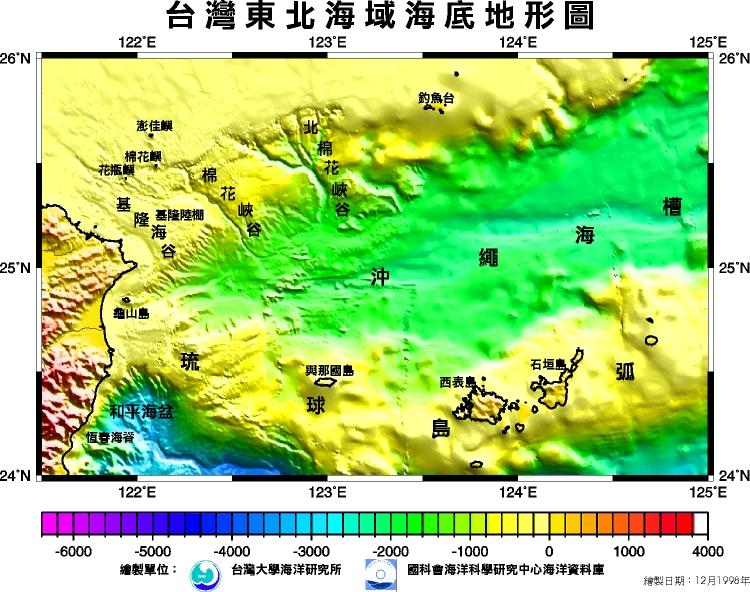 台灣東北海域海底地形圖
122°E 123°E 124°E 125°E
26°N 26°N
釣魚台
澎佳嶼
北棉花峽谷
棉花嶼
花瓶嶼
棉花峽谷
基隆海谷
基隆陸棚
沖繩海槽
25°N 25°N
龜山島
琉球島弧
與那國島
西表島
石垣島
和平海盆
恆春海脊
24°N 24°N
122°E 123°E 124°E 125°E
-6000 -5000 -4000 -3000 -2000 -1000 0 1000 4000
繪製單位： 台灣大學海洋研究所 國科會海洋科學研究中心海洋資料庫
繪製日期：12月1998年